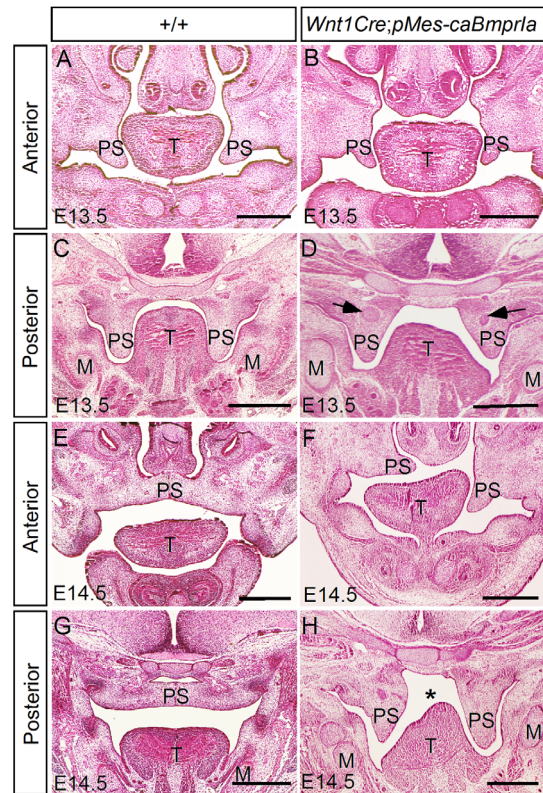 +/+ Wnt1Cre;pMes-caBmprIa
Anterior
A PS T PS E13.5
B PS T PS E13.5
Posterior
C PS T PS M M E13.5
D PS T PS M M E13.5
Anterior
E PS T E14.5
F PS T PS E14.5
Posterior
G PS T M E14.5
H * PS PS T M M E14.5